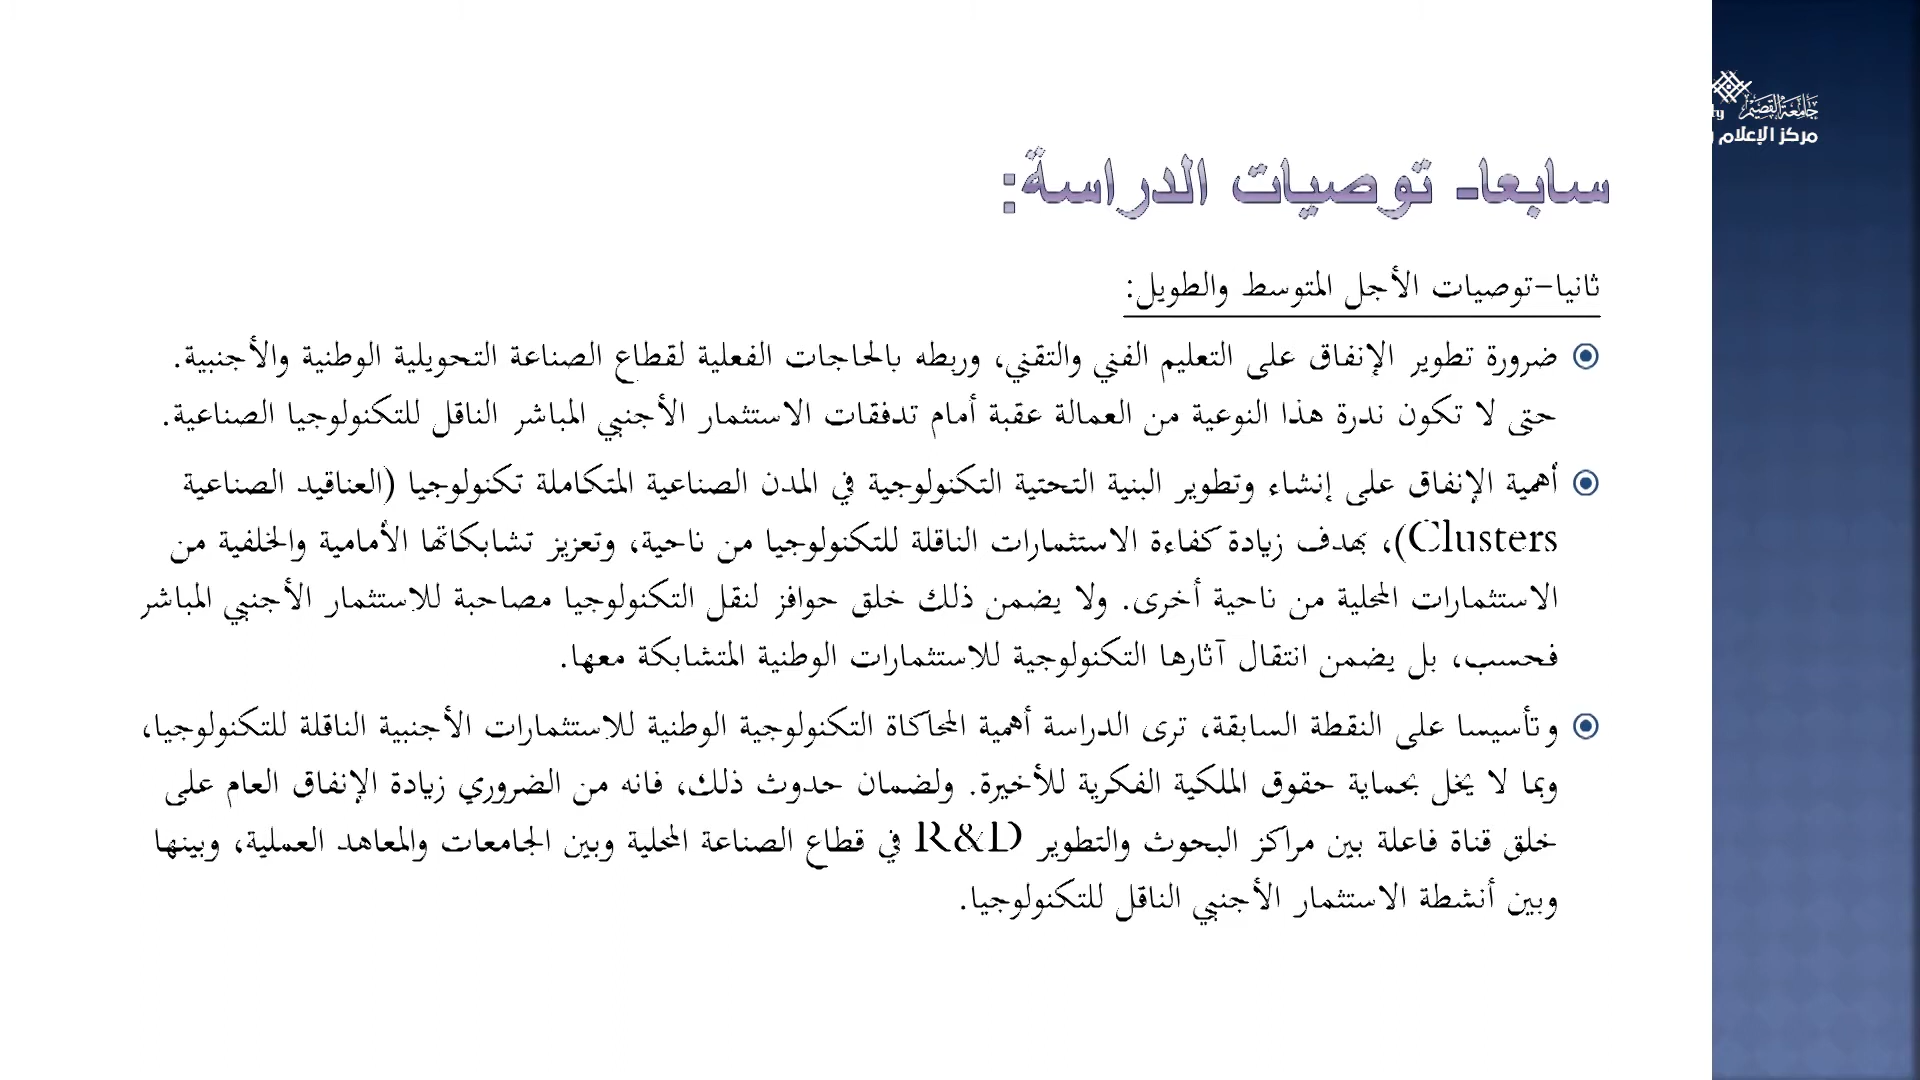 جامعة القصيم
ty
مركز الإعلام و
سابعا- توصيات الدراسة:
ثانيا-توصيات الأجل المتوسط والطويل:
ضرورة تطوير الإنفاق على التعليم الفني والتقني، وربطه بالحاجات الفعلية لقطاع الصناعة التحويلية الوطنية والأجنبية.
حتى لا تكون ندرة هذا النوعية من العمالة عقبة أمام تدفقات الاستثمار الأجنبي المباشر الناقل للتكنولوجيا الصناعية.
أهمية الإنفاق على إنشاء وتطوير البنية التحتية التكنولوجية في المدن الصناعية المتكاملة تكنولوجيا (العناقيد الصناعية
Clusters)، بهدف زيادة كفاءة الاستثمارات الناقلة للتكنولوجيا من ناحية، وتعزيز تشابكاتها الأمامية والخلفية من
الاستثمارات المحلية من ناحية أخرى. ولا يضمن ذلك خلق حوافز لنقل التكنولوجيا مصاحبة للاستثمار الأجنبي المباشر
فحسب، بل يضمن انتقال آثارها التكنولوجية للاستثمارات الوطنية المتشابكة معها.
وتأسيسا على النقطة السابقة، ترى الدراسة أهمية المحاكاة التكنولوجية الوطنية للاستثمارات الأجنبية الناقلة للتكنولوجيا،
وبما لا يخل بحماية حقوق الملكية الفكرية للأخيرة. ولضمان حدوث ذلك، فانه من الضروري زيادة الإنفاق العام على
خلق قناة فاعلة بين مراكز البحوث والتطوير R&D في قطاع الصناعة المحلية وبين الجامعات والمعاهد العملية، وبينها
وبين أنشطة الاستثمار الأجنبي الناقل للتكنولوجيا.